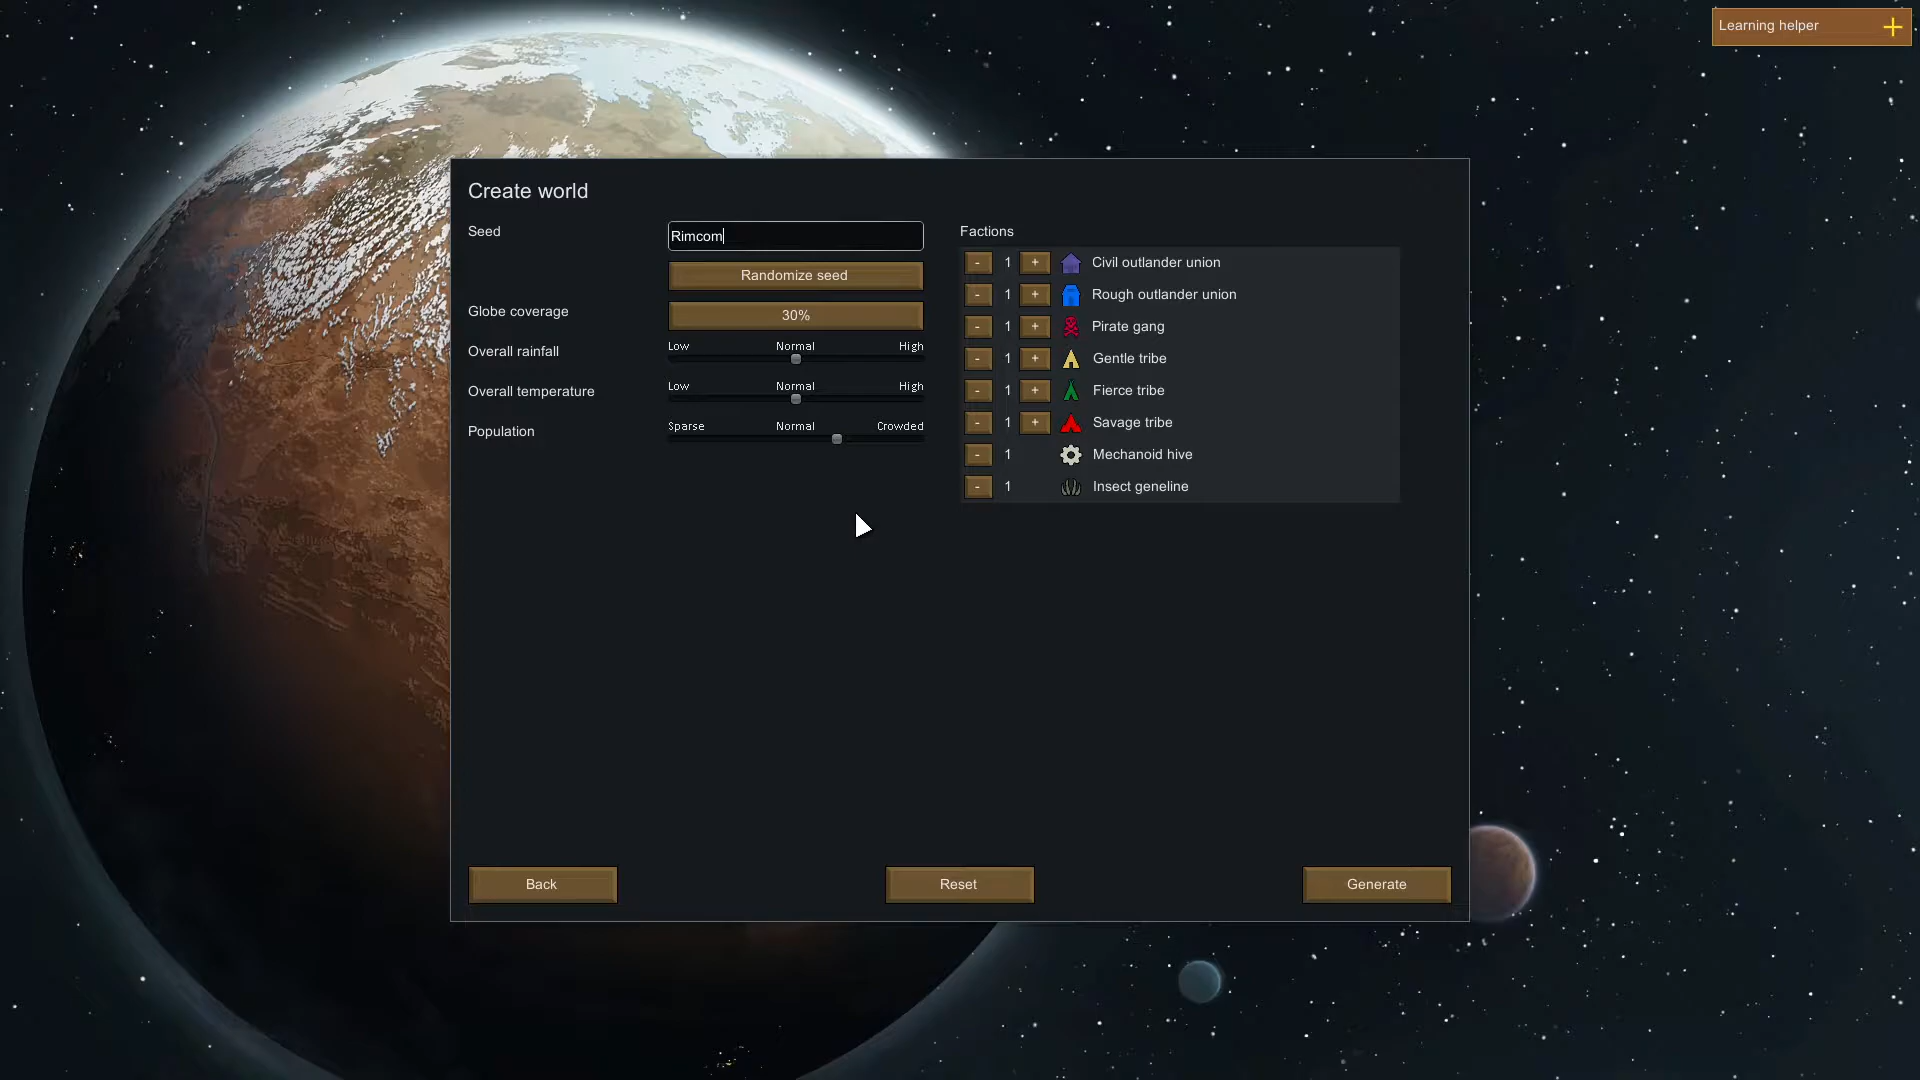 Learning helper
Create world
Seed
Rimcom
Randomize seed
Globe coverage
30%
Overall rainfall
Low Normal High
Overall temperature
Low Normal High
Population
Sparse Normal Crowded
Factions
- 1 + Civil outlander union
- 1 + Rough outlander union
- 1 + Pirate gang
- 1 + Gentle tribe
- 1 + Fierce tribe
- 1 + Savage tribe
- 1 Mechanoid hive
- 1 Insect geneline
Back
Reset
Generate